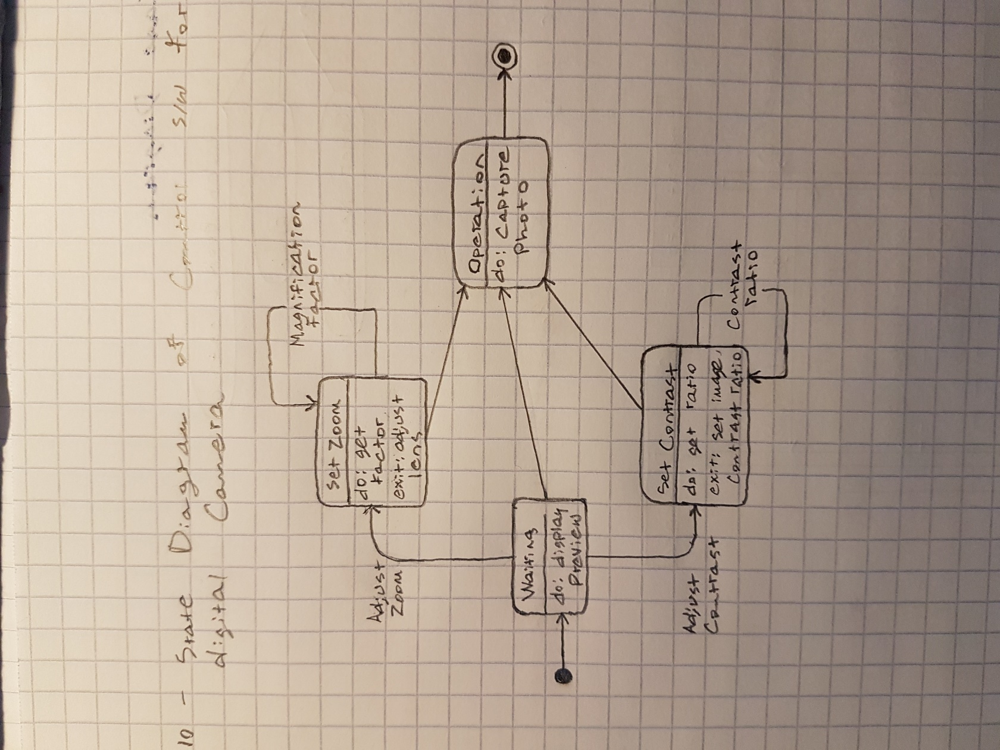 10 - State Diagram of Control s/w for
digital Camera
Magnification
factor
Set Zoom
do: get
factor
exit: adjust
lens
Adjust
Zoom
Operation
do: Capture
Photo
Waiting
do: display
Preview
Set Contrast
do: get ratio
exit: set image,
Contrast ratio
Contrast
ratio
Adjust
Contrast